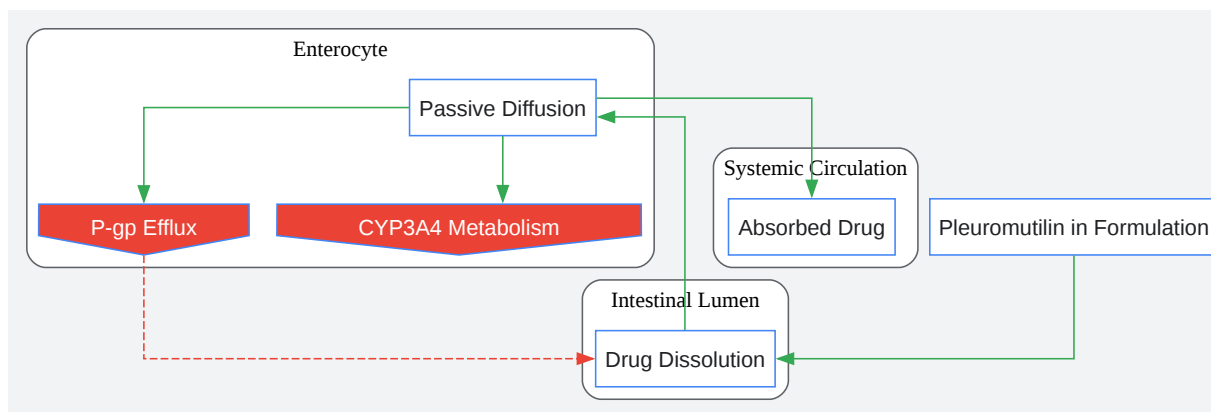 Enterocyte
Passive Diffusion
P-gp Efflux
CYP3A4 Metabolism
Systemic Circulation
Absorbed Drug
Pleuromutilin in Formulation
Intestinal Lumen
Drug Dissolution